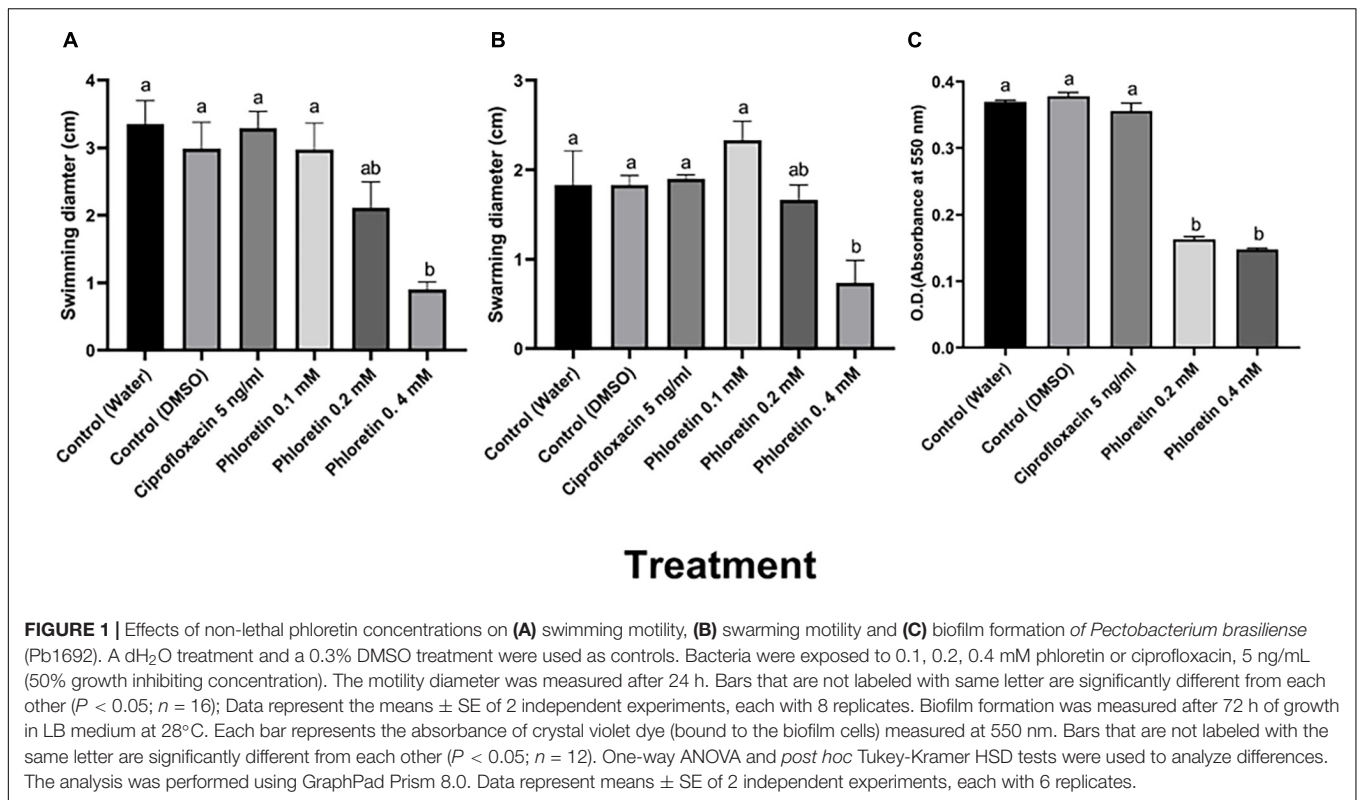 A
Swimming diamter (cm)
4
3
2
1
0
a
a
a
a
ab
b
Control (Water)
Control (DMSO)
Ciprofloxacin 5 ng/ml
Phloretin 0.1 mM
Phloretin 0.2 mM
Phloretin 0. 4 mM
B
Swarming diameter (cm)
3
2
1
0
a
a
a
a
ab
b
Control (Water)
Control (DMSO)
Ciprofloxacin 5 ng/ml
Phloretin 0.1 mM
Phloretin 0.2 mM
Phloretin 0. 4 mM
C
O.D.(Absorbance at 550 nm)
0.4
0.3
0.2
0.1
0.0
a
a
a
b
b
Control (Water)
Control (DMSO)
Ciprofloxacin 5 ng/ml
Phloretin 0.2 mM
Phloretin 0.4 mM
Treatment
FIGURE 1 | Effects of non-lethal phloretin concentrations on (A) swimming motility, (B) swarming motility and (C) biofilm formation of Pectobacterium brasiliense
(Pb1692). A dH₂O treatment and a 0.3% DMSO treatment were used as controls. Bacteria were exposed to 0.1, 0.2, 0.4 mM phloretin or ciprofloxacin, 5 ng/mL
(50% growth inhibiting concentration). The motility diameter was measured after 24 h. Bars that are not labeled with same letter are significantly different from each
other (P < 0.05; n = 16); Data represent the means ± SE of 2 independent experiments, each with 8 replicates. Biofilm formation was measured after 72 h of growth
in LB medium at 28°C. Each bar represents the absorbance of crystal violet dye (bound to the biofilm cells) measured at 550 nm. Bars that are not labeled with the
same letter are significantly different from each other (P < 0.05; n = 12). One-way ANOVA and post hoc Tukey-Kramer HSD tests were used to analyze differences.
The analysis was performed using GraphPad Prism 8.0. Data represent means ± SE of 2 independent experiments, each with 6 replicates.